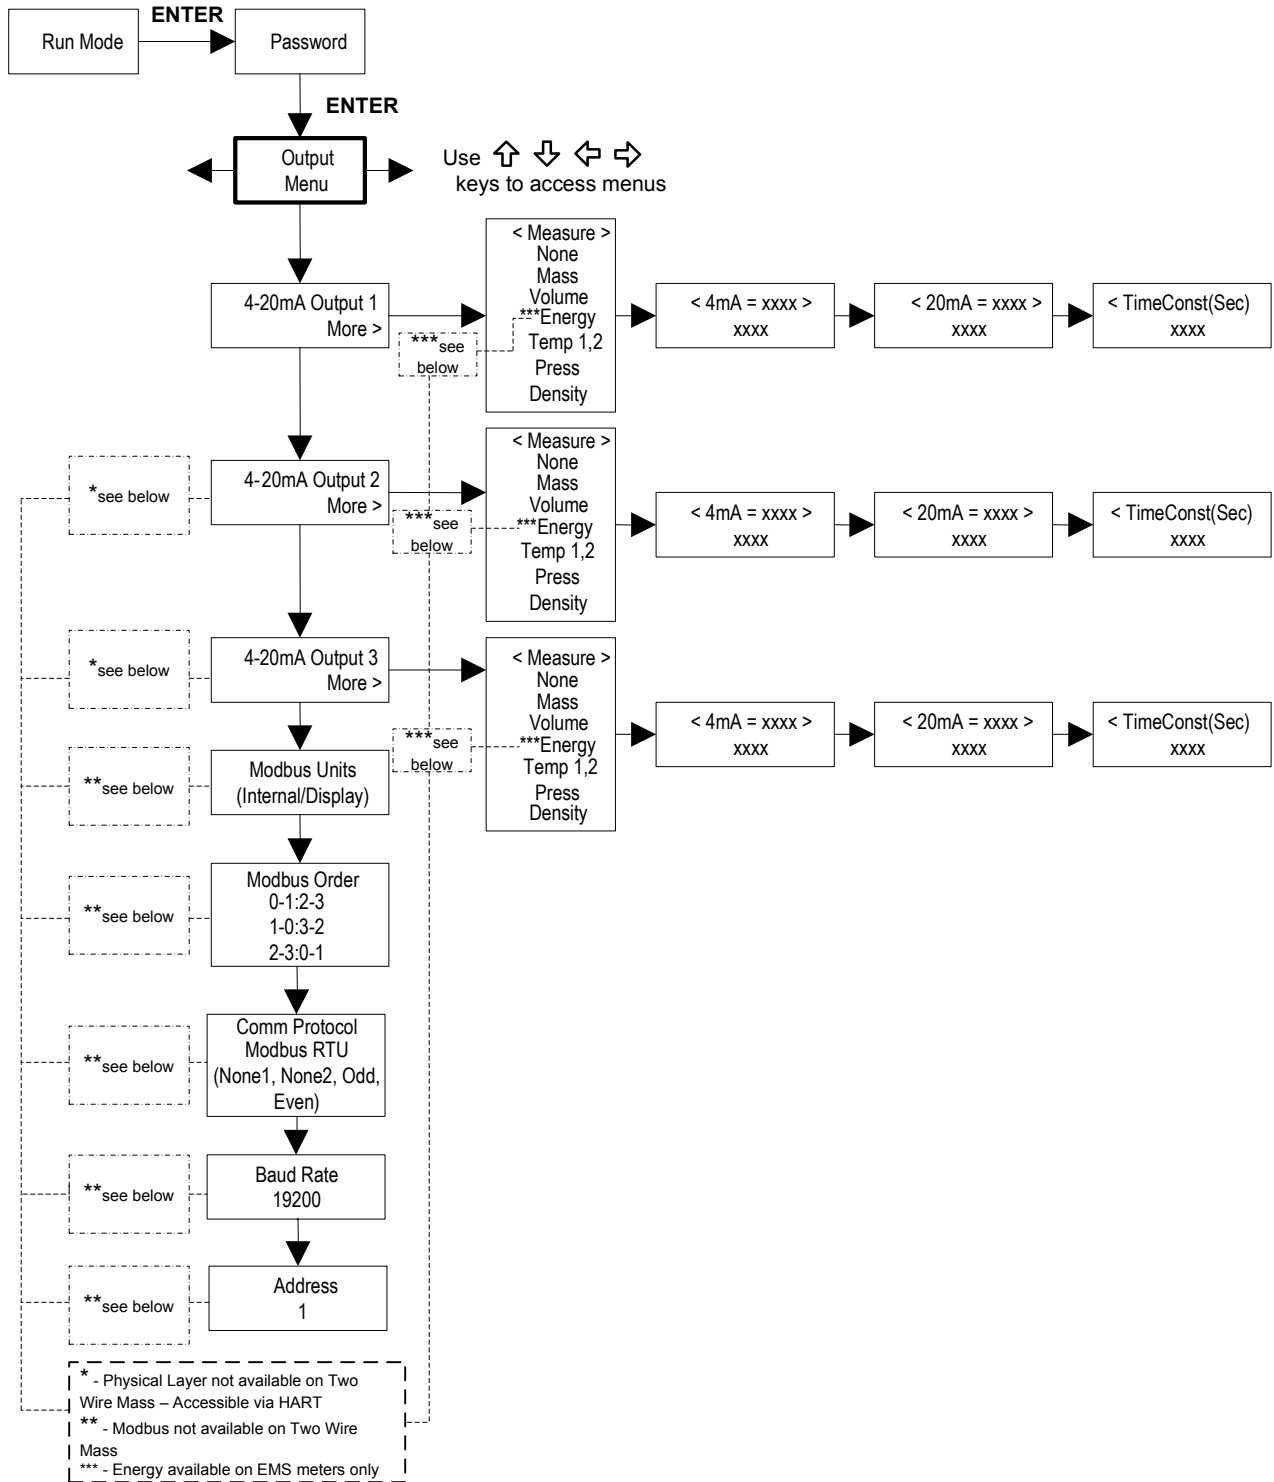 ENTER
Run Mode
Password
ENTER
Output
Menu
Use
keys to access menus
4-20mA Output 1
More >
***see
below
< Measure >
None
Mass
Volume
***Energy
Temp 1,2
Press
Density
< 4mA = xxxx >
xxxx
< 20mA = xxxx >
xxxx
< TimeConst(Sec)
xxxx
*see below
4-20mA Output 2
More >
***see
below
< Measure >
None
Mass
Volume
***Energy
Temp 1,2
Press
Density
< 4mA = xxxx >
xxxx
< 20mA = xxxx >
xxxx
< TimeConst(Sec)
xxxx
*see below
4-20mA Output 3
More >
***see
below
< Measure >
None
Mass
Volume
***Energy
Temp 1,2
Press
Density
< 4mA = xxxx >
xxxx
< 20mA = xxxx >
xxxx
< TimeConst(Sec)
xxxx
**see below
Modbus Units
(Internal/Display)
**see below
Modbus Order
0-1:2-3
1-0:3-2
2-3:0-1
**see below
Comm Protocol
Modbus RTU
(None1, None2, Odd,
Even)
**see below
Baud Rate
19200
**see below
Address
1
* - Physical Layer not available on Two
Wire Mass – Accessible via HART
** - Modbus not available on Two Wire
Mass
*** - Energy available on EMS meters only